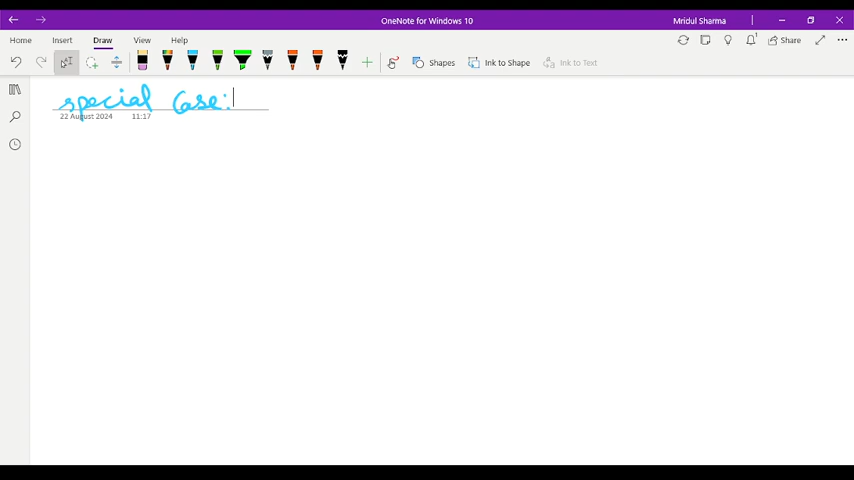 OneNote for Windows 10
Mridul Sharma
Home Insert Draw View Help
Share
Shapes Ink to Shape Ink to Text
special Case:
22 August 2024 11:17